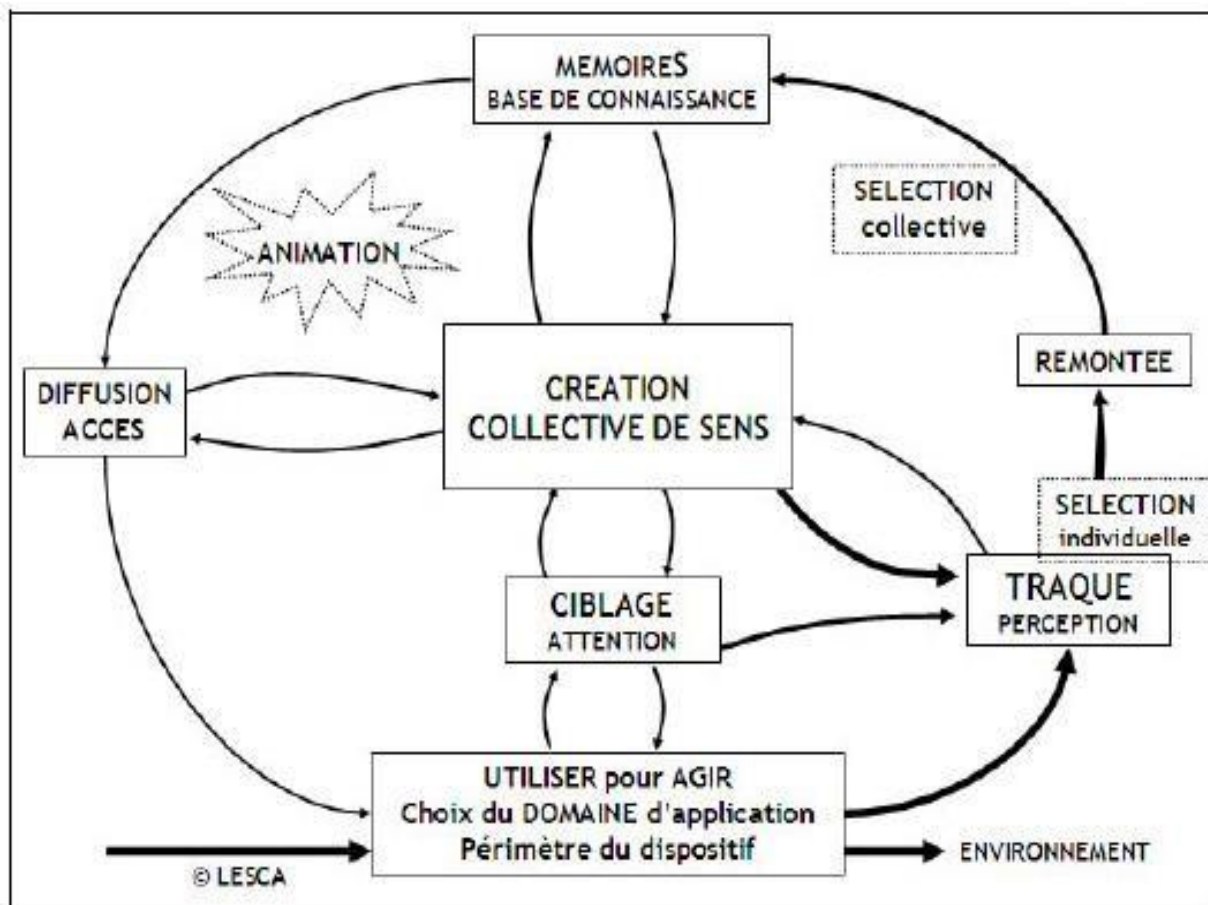 MEMOIRES
BASE DE CONNAISSANCE
SELECTION
collective
ANIMATION
REMONTEE
DIFFUSION
ACCES
CREATION
COLLECTIVE DE SENS
SELECTION
individuelle
TRAQUE
PERCEPTION
CIBLAGE
ATTENTION
UTILISER pour AGIR
Choix du DOMAINE d'application
Périmètre du dispositif
ENVIRONNEMENT
© LESCA